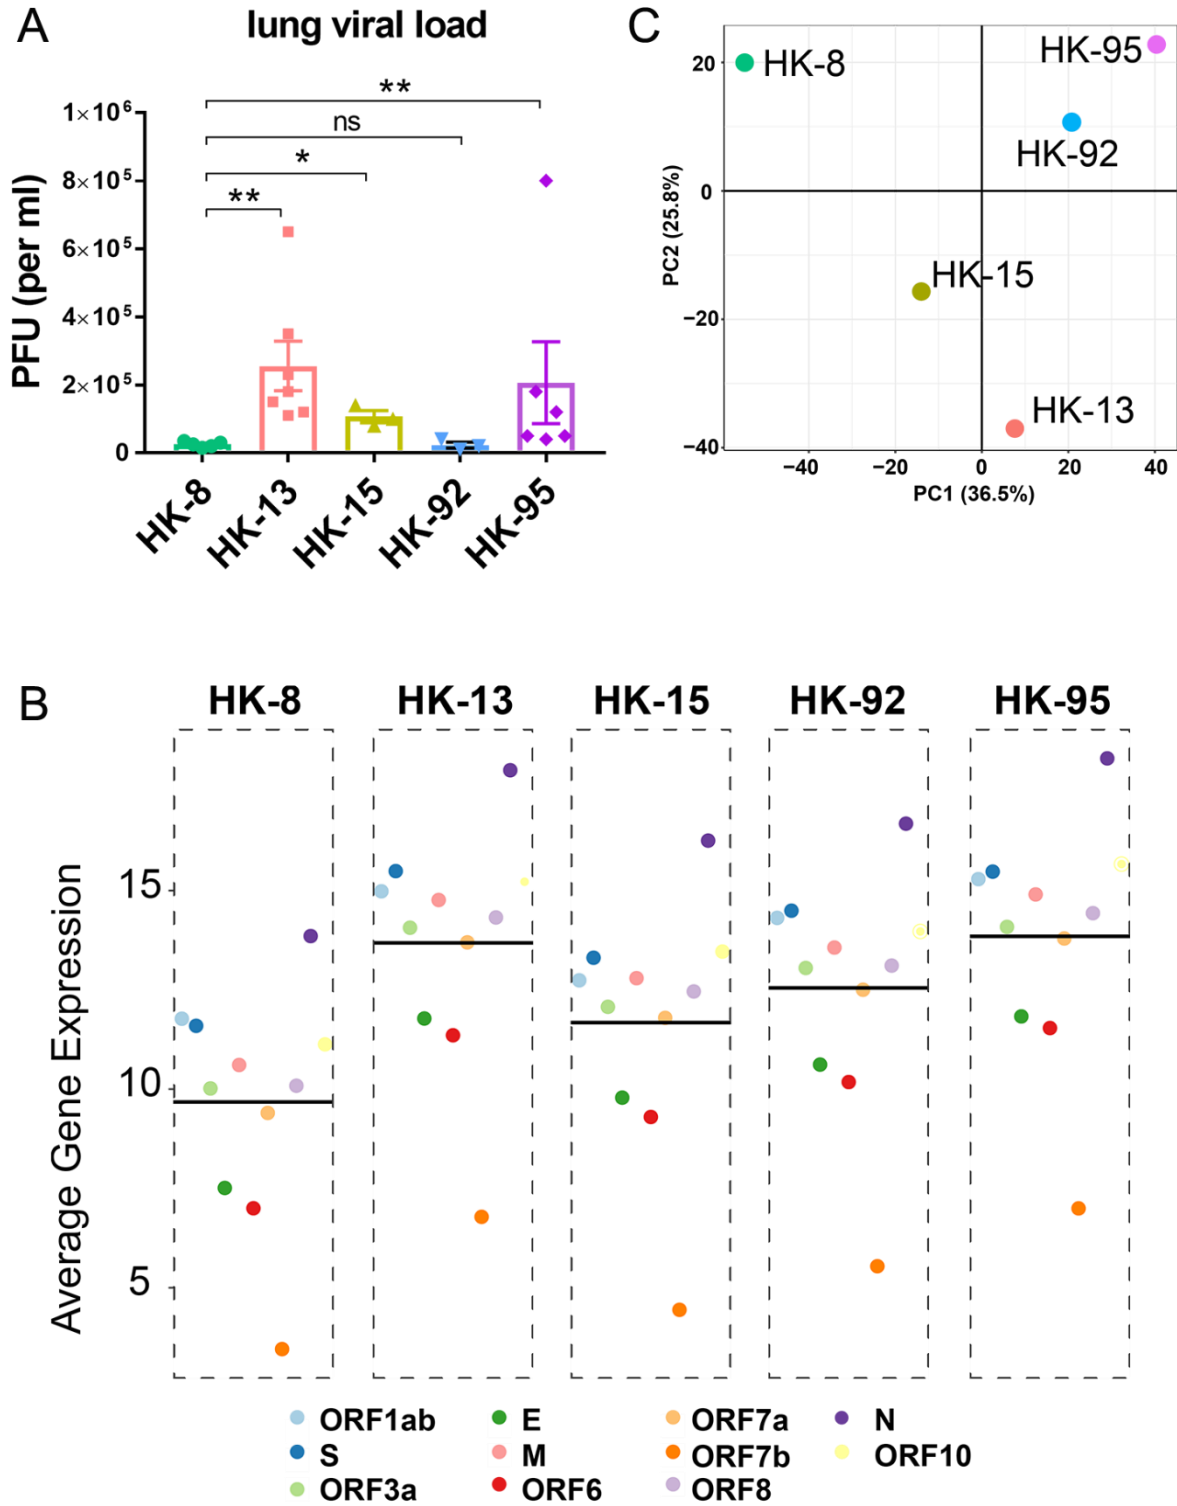 A
lung viral load
PFU (per ml)
1×10⁶
8×10⁵
6×10⁵
4×10⁵
2×10⁵
0
**
ns
*
**
HK-8
HK-13
HK-15
HK-92
HK-95
C
PC2 (25.8%)
20
0
−20
−40
HK-8
HK-95
HK-92
HK-15
HK-13
−40
−20
0
20
40
PC1 (36.5%)
B
HK-8
HK-13
HK-15
HK-92
HK-95
Average Gene Expression
15
10
5
ORF1ab
E
ORF7a
N
S
M
ORF7b
ORF10
ORF3a
ORF6
ORF8